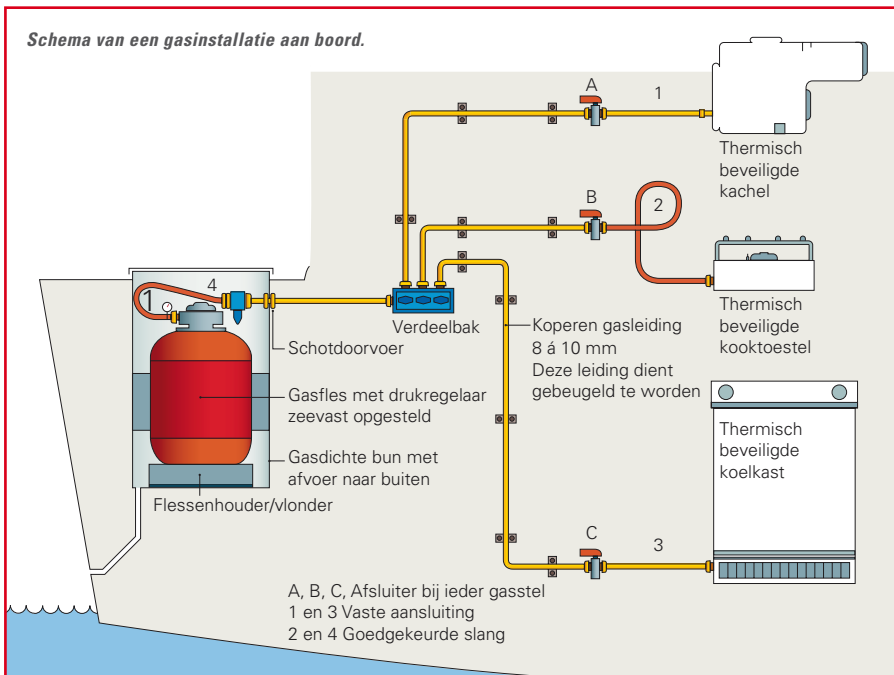 Schema van een gasinstallatie aan boord.
A
1
Thermisch
beveiligde
kachel
B
2
4
1
Verdeelbak
Thermisch
beveiligde
kooktoestel
Schotdoorvoer
Koperen gasleiding
8 á 10 mm
Deze leiding dient
gebeugeld te worden
Gasfles met drukregelaar
zeevast opgesteld
Thermisch
beveiligde
koelkast
Gasdichte bun met
afvoer naar buiten
Flessenhouder/vlonder
C
3
A, B, C, Afsluiter bij ieder gasstel
1 en 3 Vaste aansluiting
2 en 4 Goedgekeurde slang